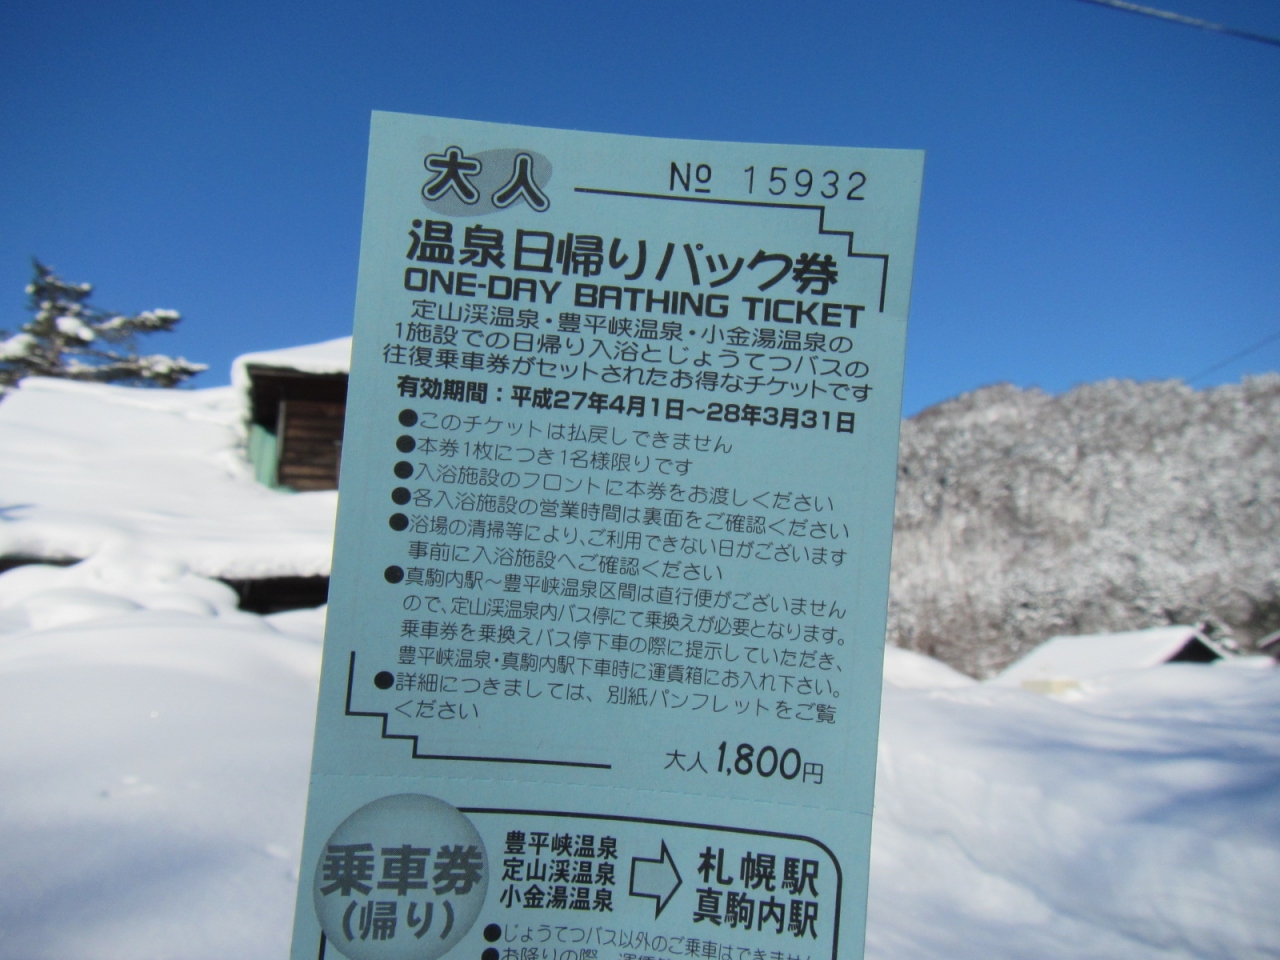 大人
No 15932
温泉日帰りパック券
ONE-DAY BATHING TICKET
定山渓温泉・豊平峡温泉・小金湯温泉の
1施設での日帰り入浴とじょうてつバスの
往復乗車券がセットされたお得なチケットです
有効期間：平成27年4月1日～28年3月31日
●このチケットは払戻しできません
●本券1枚につき1名様限りです
●入浴施設のフロントに本券をお渡しください
●各入浴施設の営業時間は裏面をご確認ください
●浴場の清掃等により、ご利用できない日がございます
事前に入浴施設へご確認ください
●真駒内駅～豊平峡温泉区間は直行便がございません
ので、定山渓温泉内バス停にて乗換えが必要となります。
乗車券を乗換えバス停下車の際に提示していただき、
豊平峡温泉・真駒内駅下車時に運賃箱にお入れ下さい。
●詳細につきましては、別紙パンフレットをご覧
ください
大人1,800円
乗車券
(帰り)
豊平峡温泉
定山渓温泉
小金湯温泉
札幌駅
真駒内駅
●じょうてつバス以外のご乗車はできません
●お降りの際、運賃